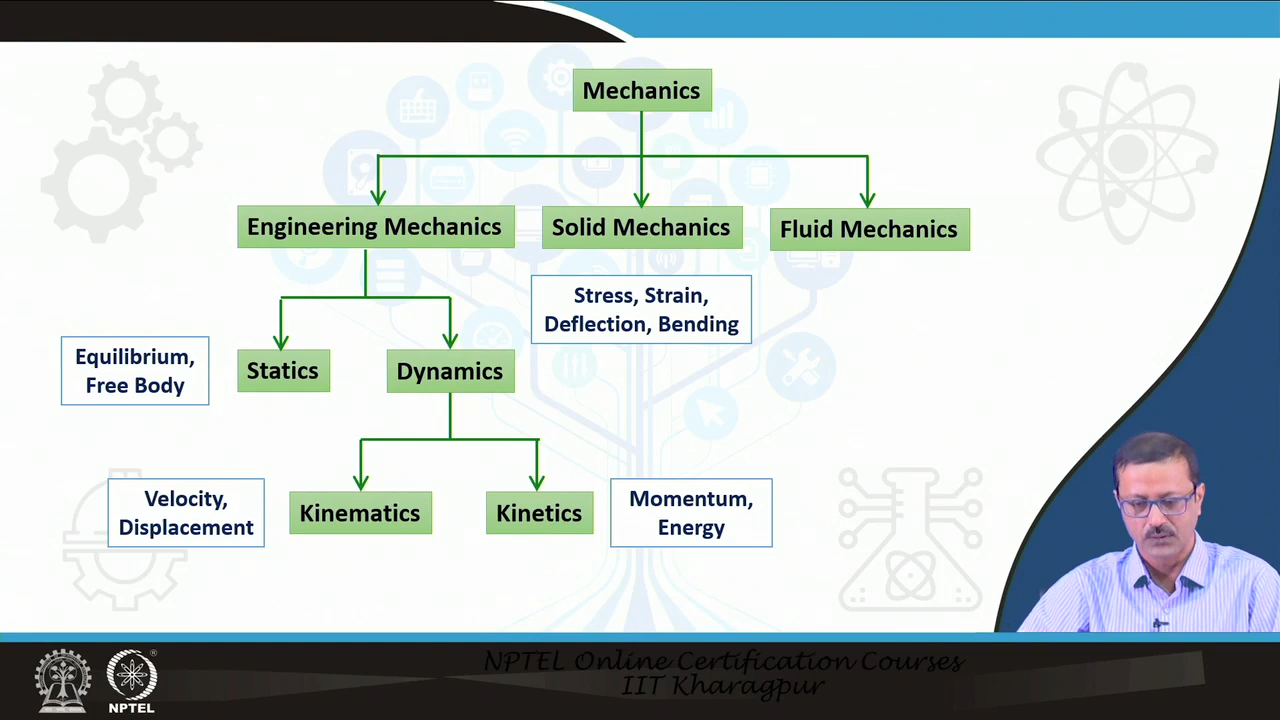 Mechanics
Engineering Mechanics
Solid Mechanics
Fluid Mechanics
Stress, Strain,
Deflection, Bending
Equilibrium,
Free Body
Statics
Dynamics
Velocity,
Displacement
Kinematics
Kinetics
Momentum,
Energy
NPTEL Online Certification Courses
IIT Kharagpur
®
NPTEL